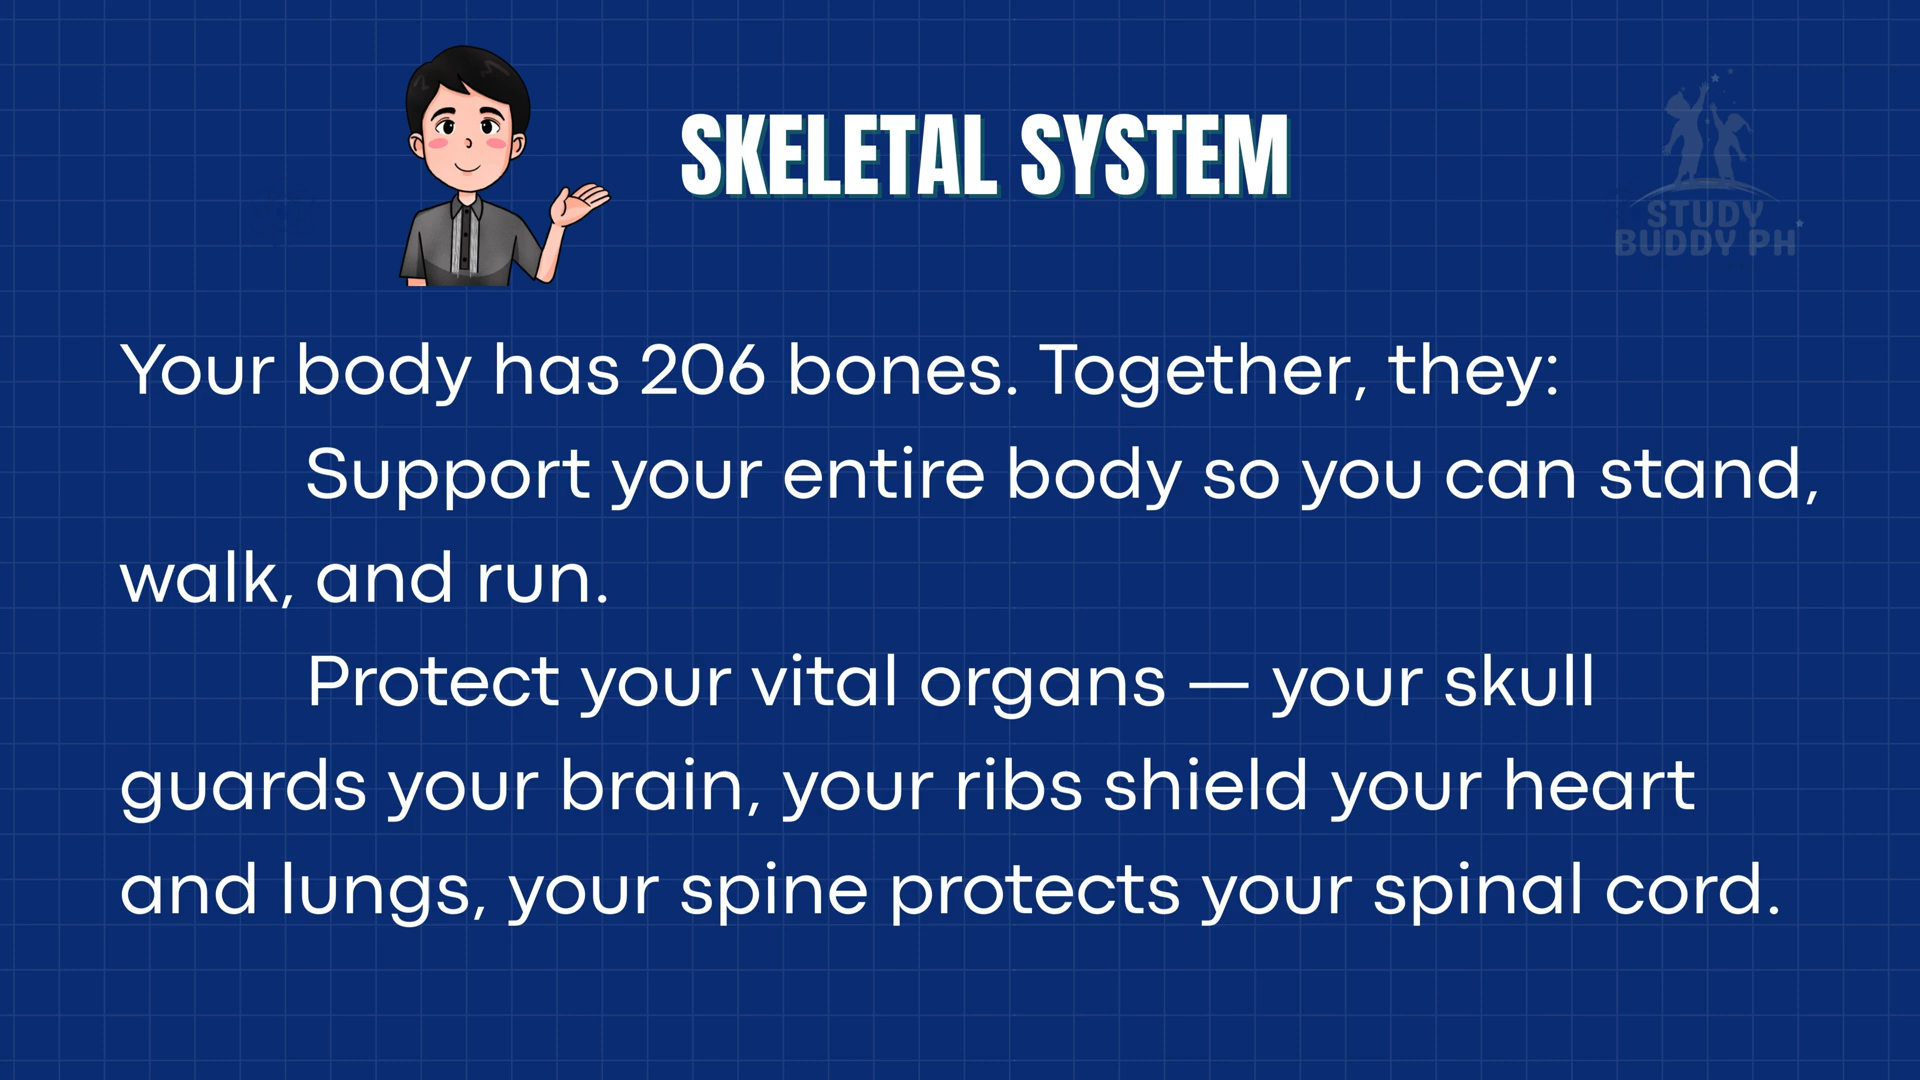 SKELETAL SYSTEM
STUDY
BUDDY PH
Your body has 206 bones. Together, they:
Support your entire body so you can stand,
walk, and run.
Protect your vital organs — your skull
guards your brain, your ribs shield your heart
and lungs, your spine protects your spinal cord.